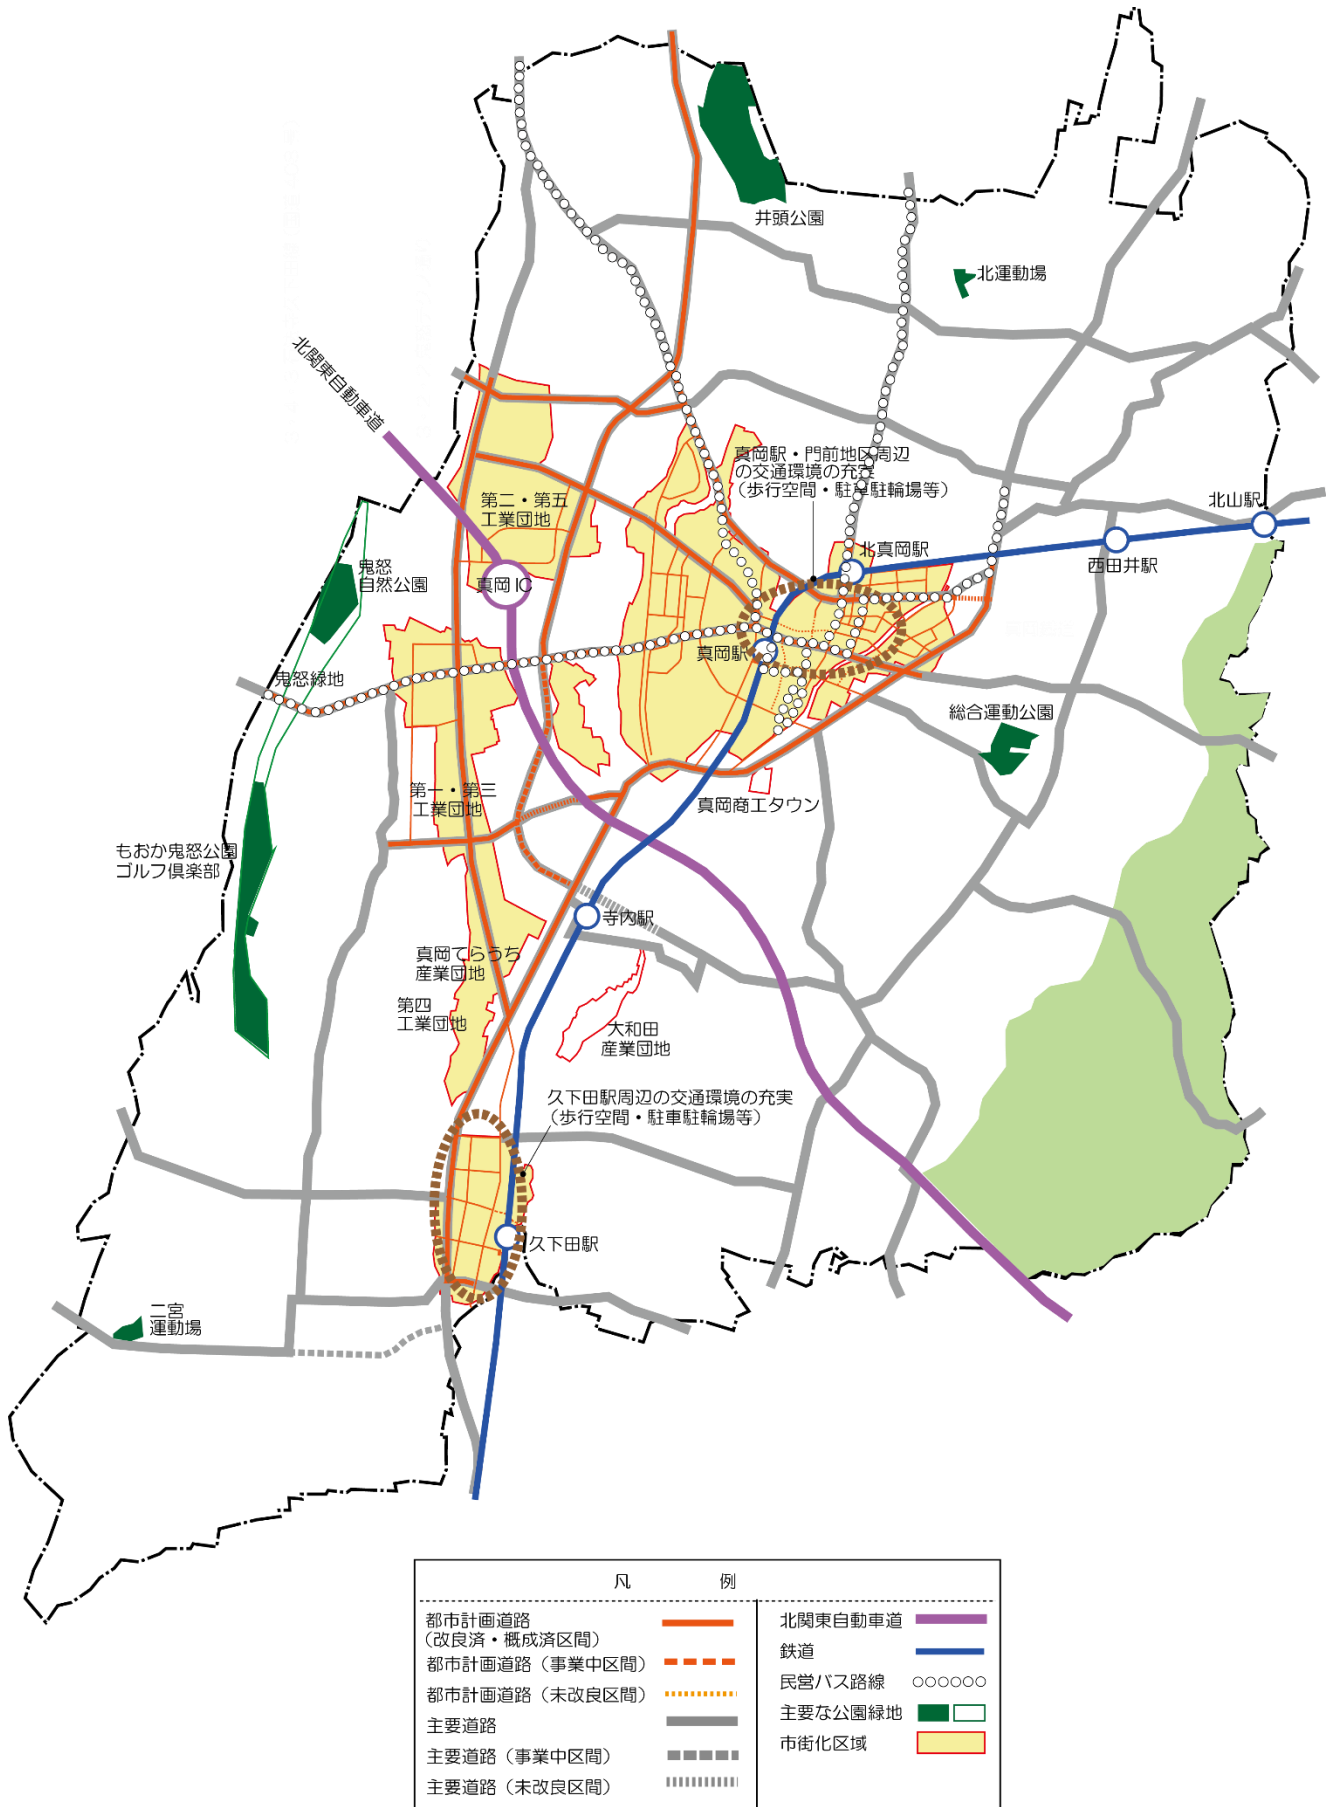 井頭公園
北運動場
北関東自動車道
真岡駅・門前地区周辺
の交通環境の充実
（歩行空間・駐車駐輪場等）
第二・第五
工業団地
北山駅
北真岡駅
西田井駅
鬼怒
自然公園
真岡IC
真岡駅
鬼怒緑地
総合運動公園
第一・第三
工業団地
真岡商工タウン
もおか鬼怒公園
ゴルフ倶楽部
寺内駅
真岡てらうち
産業団地
第四
工業団地
大和田
産業団地
久下田駅周辺の交通環境の充実
（歩行空間・駐車駐輪場等）
久下田駅
二宮
運動場
凡　例
都市計画道路
（改良済・概成済区間）
都市計画道路（事業中区間）
都市計画道路（未改良区間）
主要道路
主要道路（事業中区間）
主要道路（未改良区間）
北関東自動車道
鉄道
民営バス路線
主要な公園緑地
市街化区域